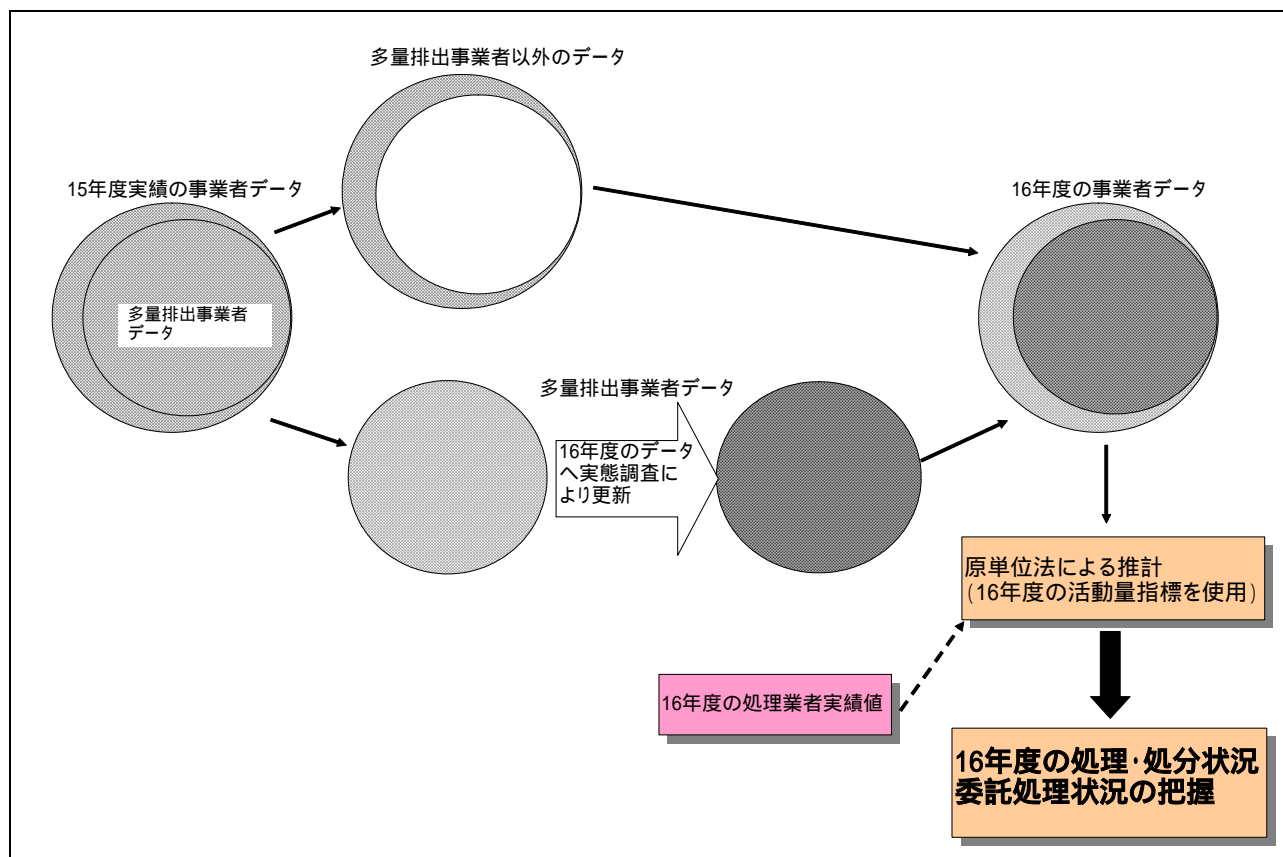 多量排出事業者以外のデータ
15年度実績の事業者データ
16年度の事業者データ
多量排出事業者
データ
多量排出事業者データ
16年度のデータ
へ実態調査に
より更新
原単位法による推計
(16年度の活動量指標を使用)
16年度の処理業者実績値
16年度の処理・処分状況
委託処理状況の把握